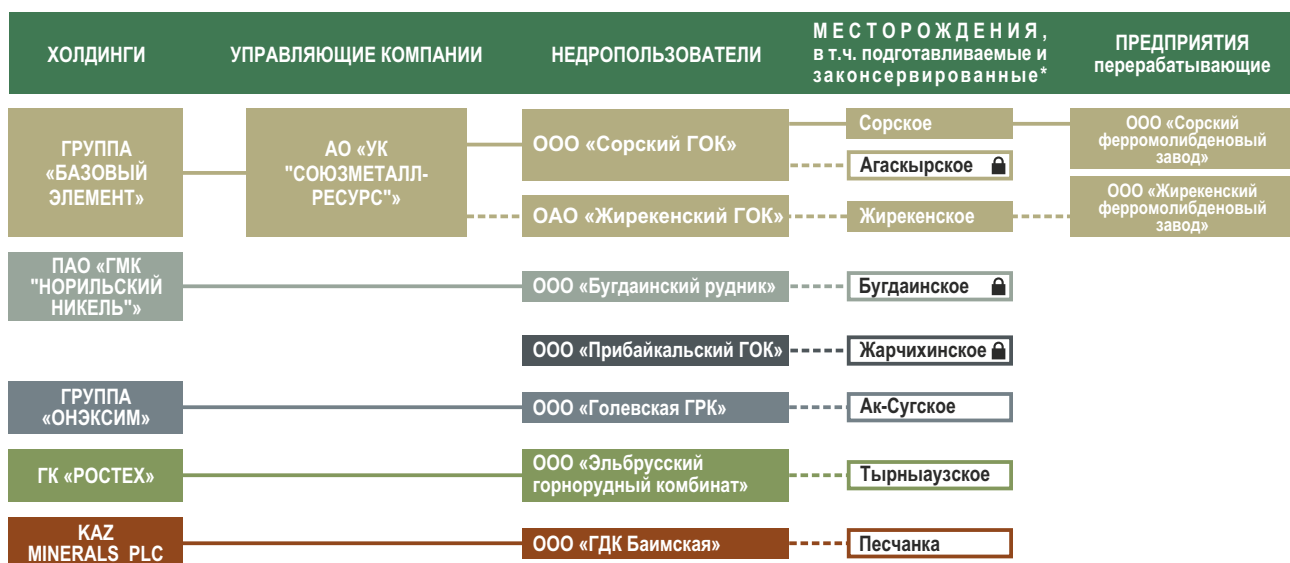 ХОЛДИНГИ
УПРАВЛЯЮЩИЕ КОМПАНИИ
НЕДРОПОЛЬЗОВАТЕЛИ
МЕСТОРОЖДЕНИЯ,
в т.ч. подготавливаемые и
законсервированные*
ПРЕДПРИЯТИЯ
перерабатывающие
ГРУППА
«БАЗОВЫЙ
ЭЛЕМЕНТ»
АО «УК
"СОЮЗМЕТАЛЛ-
РЕСУРС"»
ООО «Сорский ГОК»
Сорское
ООО «Сорский
ферромолибденовый
завод»
Агаскырское
ОАО «Жирекенский ГОК»
Жирекенское
ООО «Жирекенский
ферромолибденовый
завод»
ПАО «ГМК
"НОРИЛЬСКИЙ
НИКЕЛЬ"»
ООО «Бугдаинский рудник»
Бугдаинское
ООО «Прибайкальский ГОК»
Жарчихинское
ГРУППА
«ОНЭКСИМ»
ООО «Голевская ГРК»
Ак-Сугское
ГК «РОСТЕХ»
ООО «Эльбрусский
горнорудный комбинат»
Тырныаузское
KAZ
MINERALS PLC
ООО «ГДК Баимская»
Песчанка